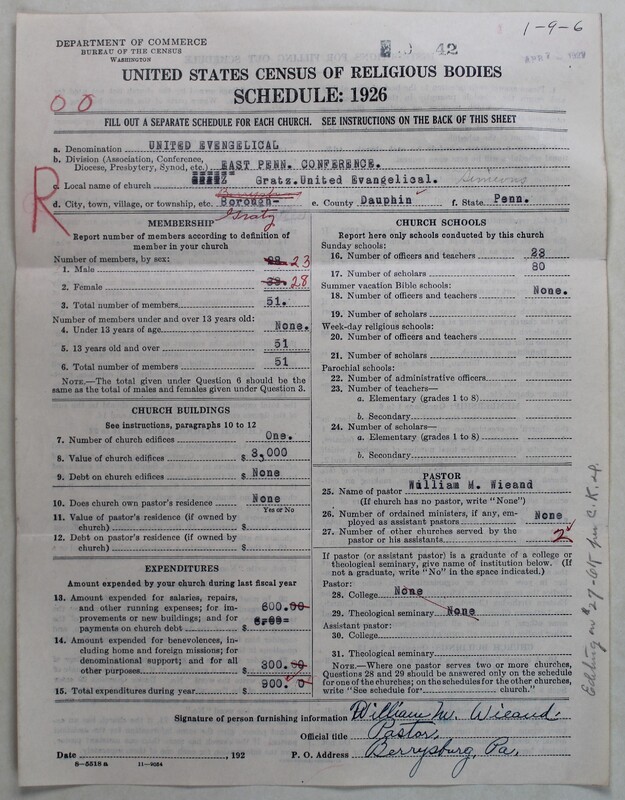 1-9-6
42
DEPARTMENT OF COMMERCE
BUREAU OF THE CENSUS
WASHINGTON
UNITED STATES CENSUS OF RELIGIOUS BODIES
SCHEDULE: 1926
FILL OUT A SEPARATE SCHEDULE FOR EACH CHURCH. SEE INSTRUCTIONS ON THE BACK OF THIS SHEET
R
a. Denomination UNITED EVENGELICAL
b. Division (Association, Conference, Diocese, Presbytery, Synod, etc.) EAST PENN. CONFERENCE.
c. Local name of church Gratz.United Evangelical.
d. City, town, village, or township, etc. Borough- Gratz e. County Dauphin f. State Penn.
MEMBERSHIP
Report number of members according to definition of
member in your church
Number of members, by sex:
1. Male 23
2. Female 28
3. Total number of members 51.
Number of members under and over 13 years old:
4. Under 13 years of age None.
5. 13 years old and over 51
6. Total number of members 51
NOTE.—The total given under Question 6 should be
same as the total of males and females given under Question 3.
CHURCH BUILDINGS
See instructions, paragraphs 10 to 12
7. Number of church edifices One.
8. Value of church edifices $ 3,000
9. Debt on church edifices $ None
10. Does church own pastor's residence None
Yes or No
11. Value of pastor's residence (if owned by
church) $
12. Debt on pastor's residence (if owned by
church) $
EXPENDITURES
Amount expended by your church during last fiscal year
13. Amount expended for salaries, repairs,
and other running expenses; for im-
provements or new buildings; and for
payments on church debt $ 600.00
14. Amount expended for benevolences, in-
cluding home and foreign missions; for
denominational support; and for all
other purposes $ 300.
15. Total expenditures during year $ 900.
CHURCH SCHOOLS
Report here only schools conducted by this church
Sunday schools:
16. Number of officers and teachers
17. Number of scholars 80
Summer vacation Bible schools:
18. Number of officers and teachers None.
19. Number of scholars
Week-day religious schools:
20. Number of officers and teachers
21. Number of scholars
Parochial schools:
22. Number of administrative officers
23. Number of teachers—
a. Elementary (grades 1 to 8)
b. Secondary
24. Number of scholars—
a. Elementary (grades 1 to 8)
b. Secondary
PASTOR
25. Name of pastor William M. Wieand
(If church has no pastor, write "None")
26. Number of ordained ministers, if any, em-
ployed as assistant pastors None
27. Number of other churches served by the
pastor or his assistants 2
If pastor (or assistant pastor) is a graduate of a college or
theological seminary, give name of institution below. (If
not a graduate, write "No" in the space indicated.)
Pastor:
28. College None
29. Theological seminary None
Assistant pastor:
30. College
31. Theological seminary
NOTE.—Where one pastor serves two or more churches,
Questions 28 and 29 should be answered only on the schedule
for one of the churches; on the schedules for the other churches,
write "See schedule for church."
Signature of person furnishing information William M. Wieand.
Official title Pastor,
Date , 192 P. O. Address Berrysburg, Pa.
8—5518 a 11—9054